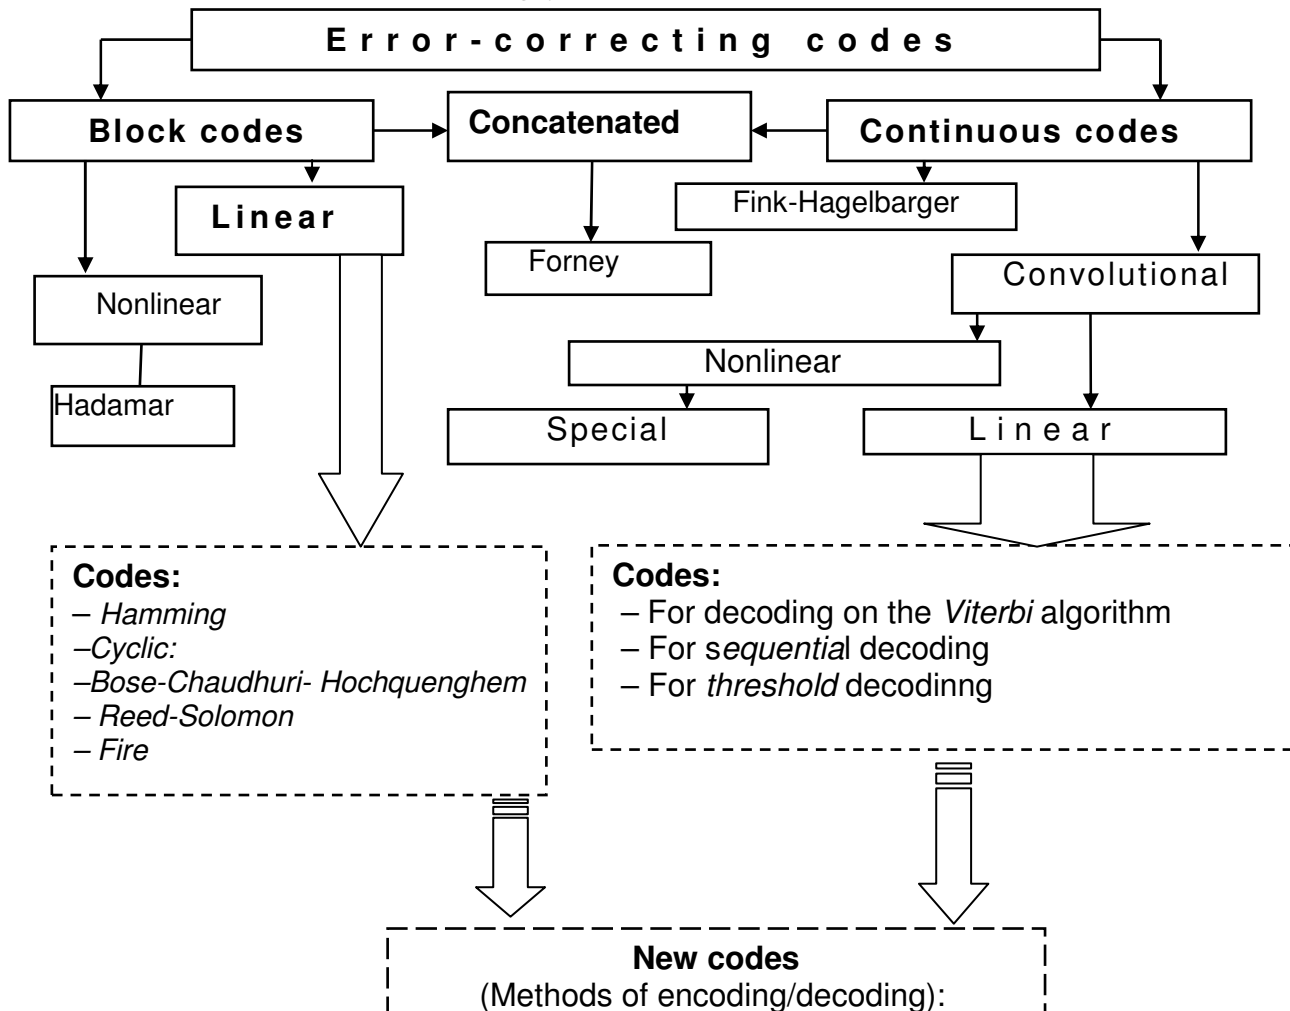 Error-correcting codes
Block codes
Concatenated
Continuous codes
Linear
Fink-Hagelbarger
Forney
Convolutional
Nonlinear
Nonlinear
Hadamar
Special
Linear
Codes:
– Hamming
–Cyclic:
–Bose-Chaudhuri- Hochquenghem
– Reed-Solomon
– Fire
Codes:
– For decoding on the Viterbi algorithm
– For sequential decoding
– For threshold decodinng
New codes
(Methods of encoding/decoding):